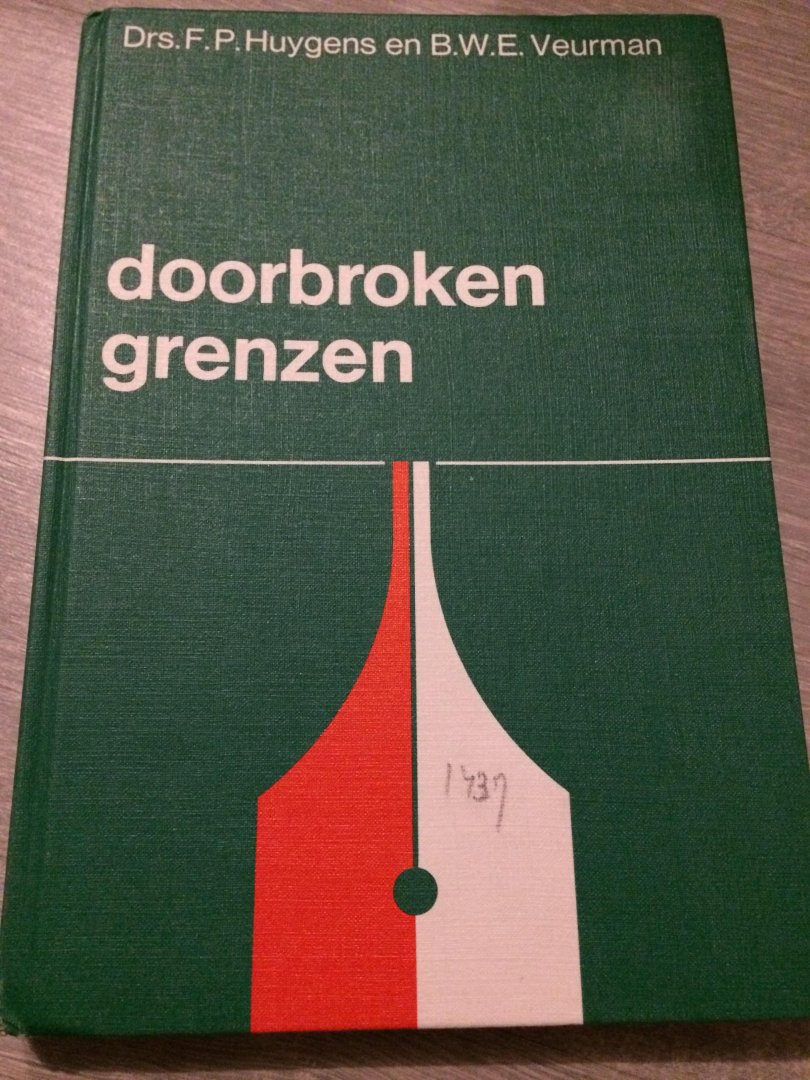 Drs. F. P. Huygens en B.W.E. Veurman
doorbroken
grenzen
1437